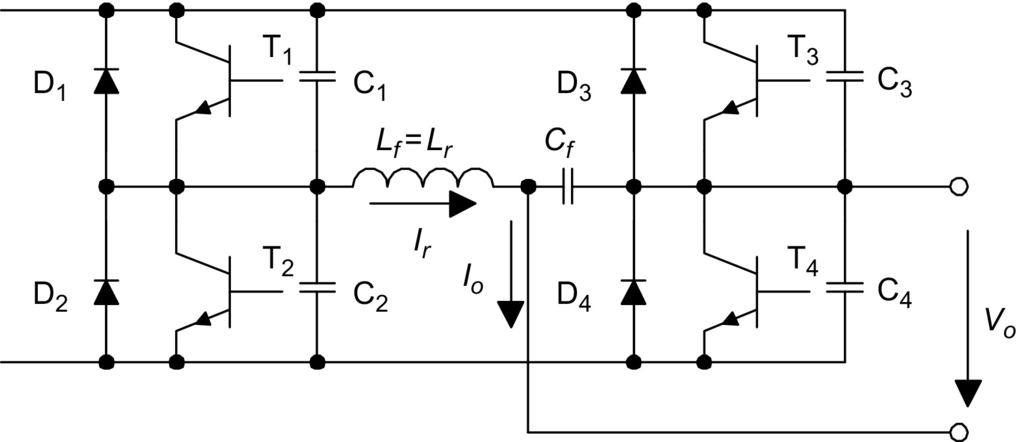 D1 T1 C1 D3 T3 C3
Lf=Lr Cf
Ir
Io
D2 T2 C2 D4 T4 C4
Vo